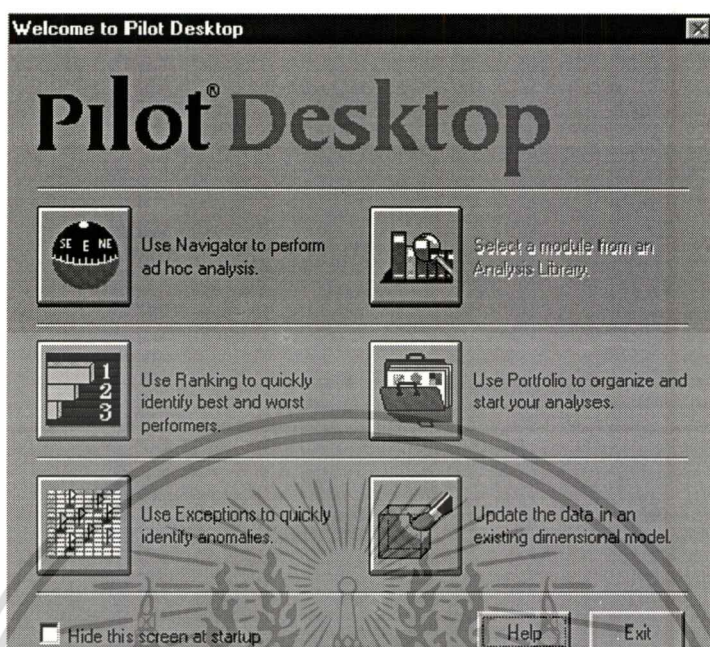 Welcome to Pilot Desktop
Pilot® Desktop
SE E NE
Use Navigator to perform
ad hoc analysis.
Select a module from an
Analysis Library.
1
2
3
Use Ranking to quickly
identify best and worst
performers.
Use Portfolio to organize and
start your analyses.
Use Exceptions to quickly
identify anomalies.
Update the data in an
existing dimensional model.
Hide this screen at startup
Help
Exit